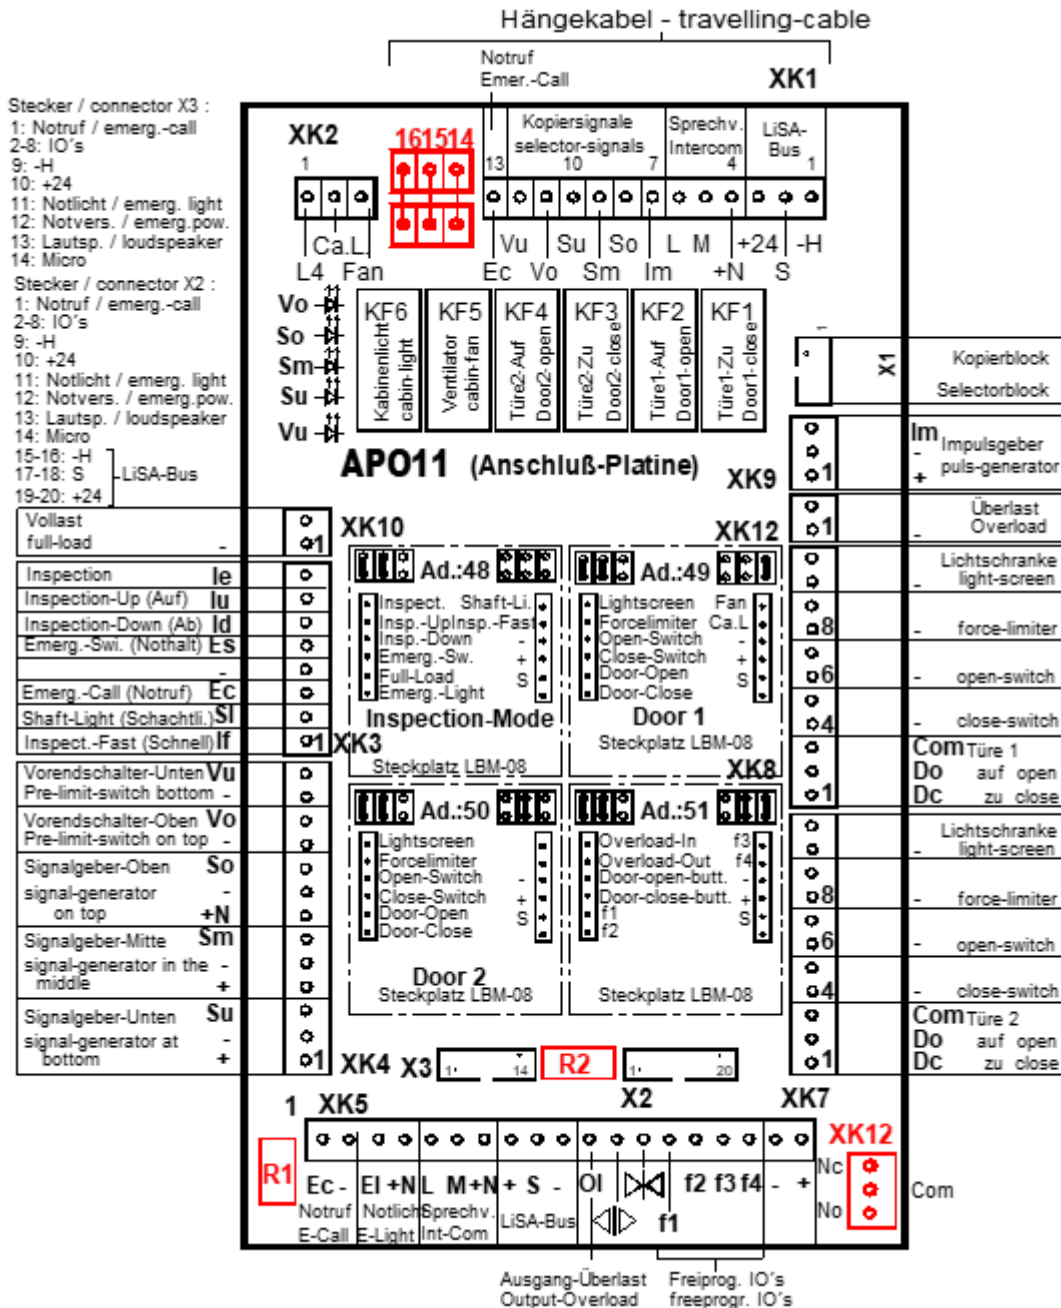 Hängekabel - travelling-cable
Notruf
Emer.-Call
XK1
Stecker / connector X3 :
1: Notruf / emerg.-call
2-8: IO's
9: -H
10: +24
11: Notlicht / emerg. light
12: Notvers. / emerg.pow.
13: Lautsp. / loudspeaker
14: Micro
Stecker / connector X2 :
1: Notruf / emerg.-call
2-8: IO's
9: -H
10: +24
11: Notlicht / emerg. light
12: Notvers. / emerg.pow.
13: Lautsp. / loudspeaker
14: Micro
15-16: -H
17-18: S
19-20: +24
LiSA-Bus
XK2
1
161514
Kopiersignale
selector-signals
Sprechv.
Intercom
LiSA-
Bus
13 10 7 4 1
Ca.L.
L4 Fan
Vu Su So L M +24 -H
Ec Vo Sm Im +N S
Vo
So
Sm
Su
Vu
KF6
Kabinenlicht
cabin-light
KF5
Ventilator
cabin-fan
KF4
Türe2-Auf
Door2-open
KF3
Türe2-Zu
Door2-close
KF2
Türe1-Auf
Door1-open
KF1
Türe1-Zu
Door1-close
1
X1
Kopierblock
Selectorblock
APO11 (Anschluß-Platine)
XK9
1
Im Impulsgeber
-
+ puls-generator
Vollast
full-load -
1
XK10
XK12
1
Überlast
- Overload
Inspection Ie
Inspection-Up (Auf) Iu
Inspection-Down (Ab) Id
Emerg.-Swi. (Nothalt) Es
-
Emerg.-Call (Notruf) Ec
Shaft-Light (Schachtli.) Sl
Inspect.-Fast (Schnell) If
1
XK3
Ad.:48
Inspect. Shaft-Li.
Insp.-Up Insp.-Fast
Insp.-Down -
Emerg.-Sw. +
Full-Load S
Emerg.-Light
Inspection-Mode
Steckplatz LBM-08
Ad.:49
Lightscreen Fan
Forcelimiter Ca.L
Open-Switch -
Close-Switch +
Door-Open S
Door-Close
Door 1
Steckplatz LBM-08
XK8
Lichtschranke
- light-screen
8 - force-limiter
6 - open-switch
4 - close-switch
Com Türe 1
Do auf open
1 Dc zu close
Vorendschalter-Unten Vu
Pre-limit-switch bottom -
Vorendschalter-Oben Vo
Pre-limit-switch on top -
Signalgeber-Oben So
signal-generator -
on top +N
Signalgeber-Mitte Sm
signal-generator in the -
middle +
Signalgeber-Unten Su
signal-generator at -
bottom +
1
XK4
Ad.:50
Lightscreen
Forcelimiter
Open-Switch -
Close-Switch +
Door-Open S
Door-Close
Door 2
Steckplatz LBM-08
Ad.:51
Overload-In f3
Overload-Out f4
Door-open-butt. -
Door-close-butt. +
f1 S
f2
Steckplatz LBM-08
Lichtschranke
- light-screen
8 - force-limiter
6 - open-switch
4 - close-switch
Com Türe 2
Do auf open
1 Dc zu close
X3
1 14
R2
1 20
1 XK5 X2 XK7
XK12
R1
Ec - El +N L M +N + S - Ol f2 f3 f4 - +
f1
Notruf
E-Call
Notlicht
E-Light
Sprechv.
Int-Com
LiSA-Bus
Nc
No
Com
Ausgang-Überlast
Output-Overload
Freiprog. IO's
freeprogr. IO's